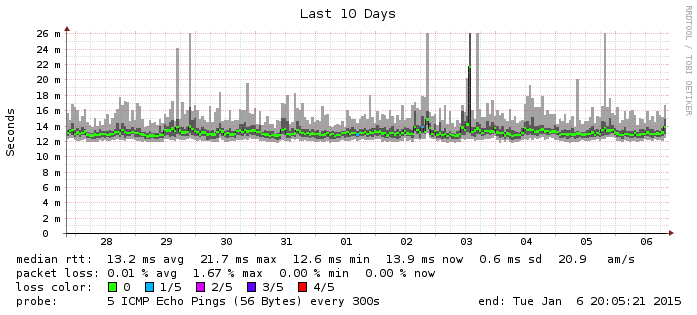 Last 10 Days
RRDTOOL / TOBI OETIKER
Seconds
26 m
24 m
22 m
20 m
18 m
16 m
14 m
12 m
10 m
8 m
6 m
4 m
2 m
0
28 29 30 31 01 02 03 04 05 06
median rtt: 13.2 ms avg 21.7 ms max 12.6 ms min 13.9 ms now 0.6 ms sd 20.9 am/s
packet loss: 0.01 % avg 1.67 % max 0.00 % min 0.00 % now
loss color: 0 1/5 2/5 3/5 4/5
probe: 5 ICMP Echo Pings (56 Bytes) every 300s end: Tue Jan 6 20:05:21 2015